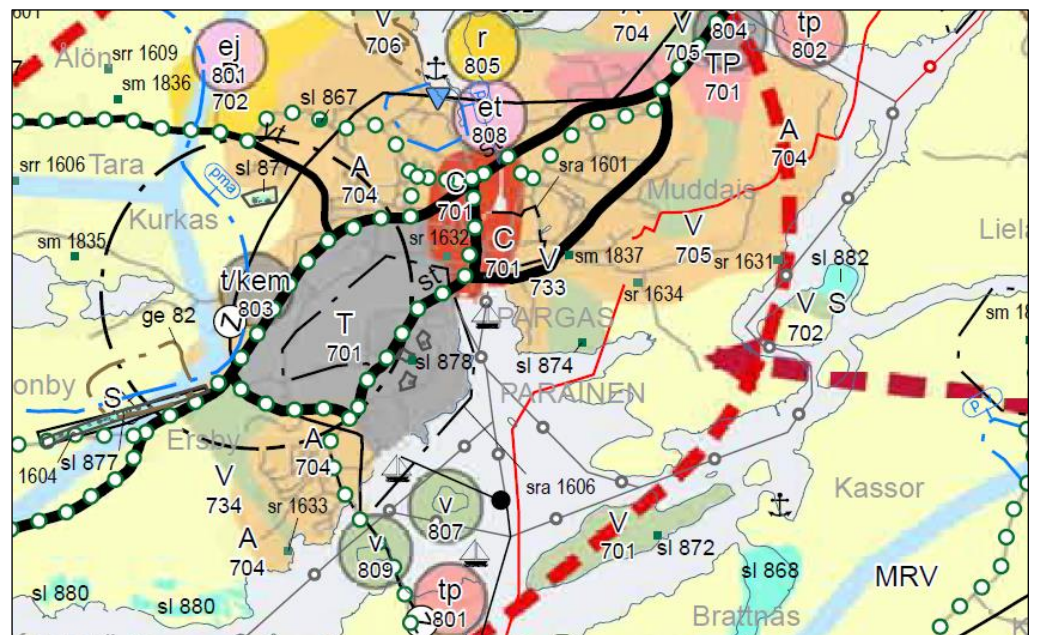 V
706
r
805
A
704
V
705
804
TP
701
tp
802
ej
801
702
Ålön
srr 1609
sm 1836
sl 867
et
808
A
704
srr 1606
Tara
sl 877
A
704
sra 1601
Muddais
pma
C
701
Kurkas
sr 1632
C
701
V
705
sm 1837
V
733
sr 1631
sl 882
Liela
sm 1835
st
t/kem
803
sr 1634
V
702
S
ge 82
Z
T
701
PARGAS
sm 18
sl 878
sl 874
onby
S
PARAINEN
p
Ersby
A
704
1604
sl 877
V
734
sr 1633
sra 1606
Kassor
v
807
V
701
sl 872
A
704
v
809
sl 868
MRV
sl 880
sl 880
tp
801
Z
Brattnäs